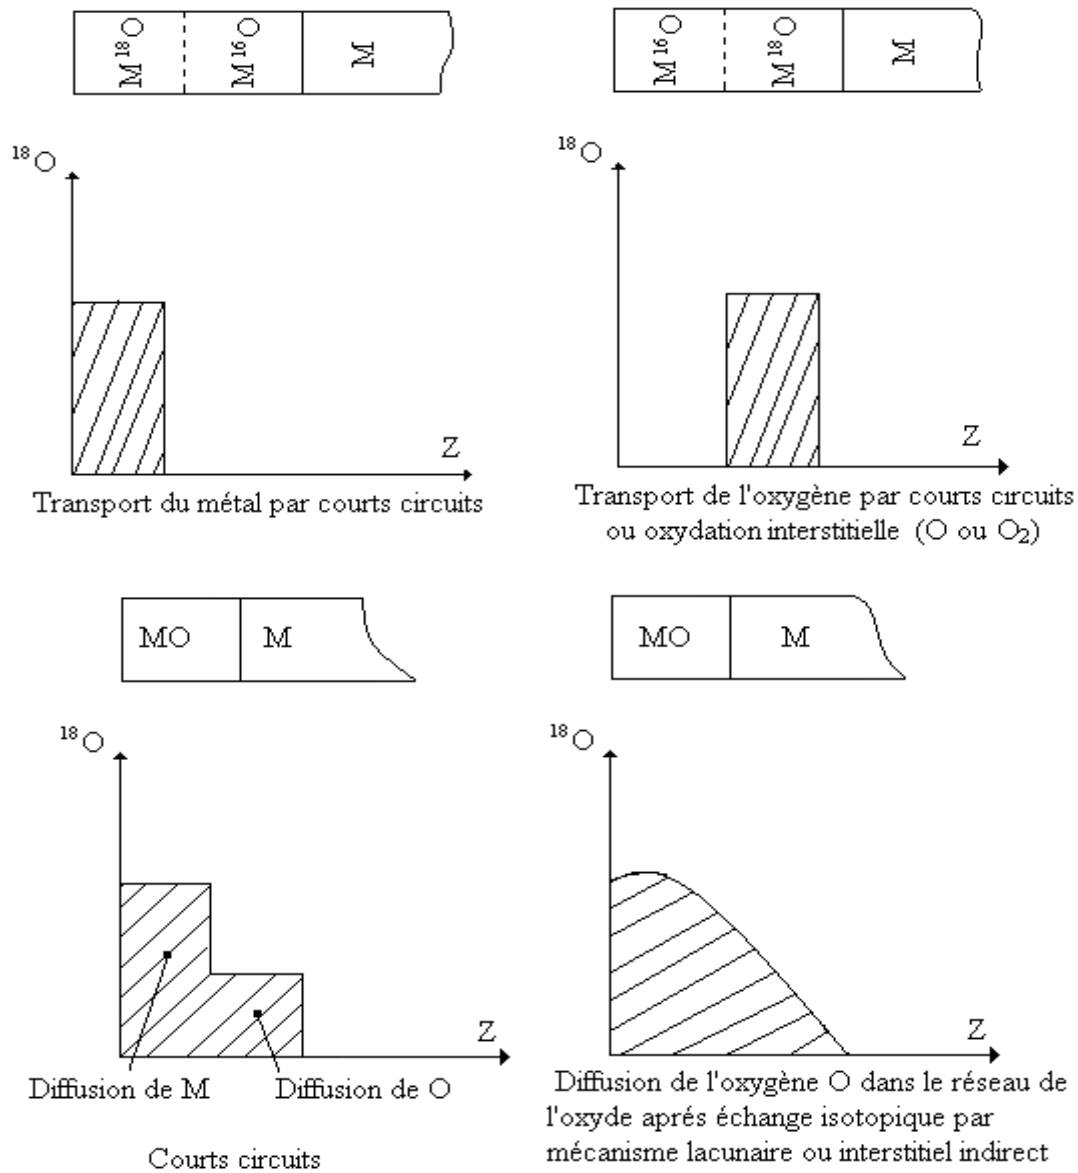 M¹⁸O M¹⁶O M
¹⁸O
Z
Transport du métal par courts circuits
M¹⁶O M¹⁸O M
¹⁸O
Z
Transport de l'oxygène par courts circuits
ou oxydation interstitielle (O ou O₂)
MO M
¹⁸O
Z
Diffusion de M Diffusion de O
Courts circuits
MO M
¹⁸O
Z
Diffusion de l'oxygène O dans le réseau de
l'oxyde aprés échange isotopique par
mécanisme lacunaire ou interstitiel indirect